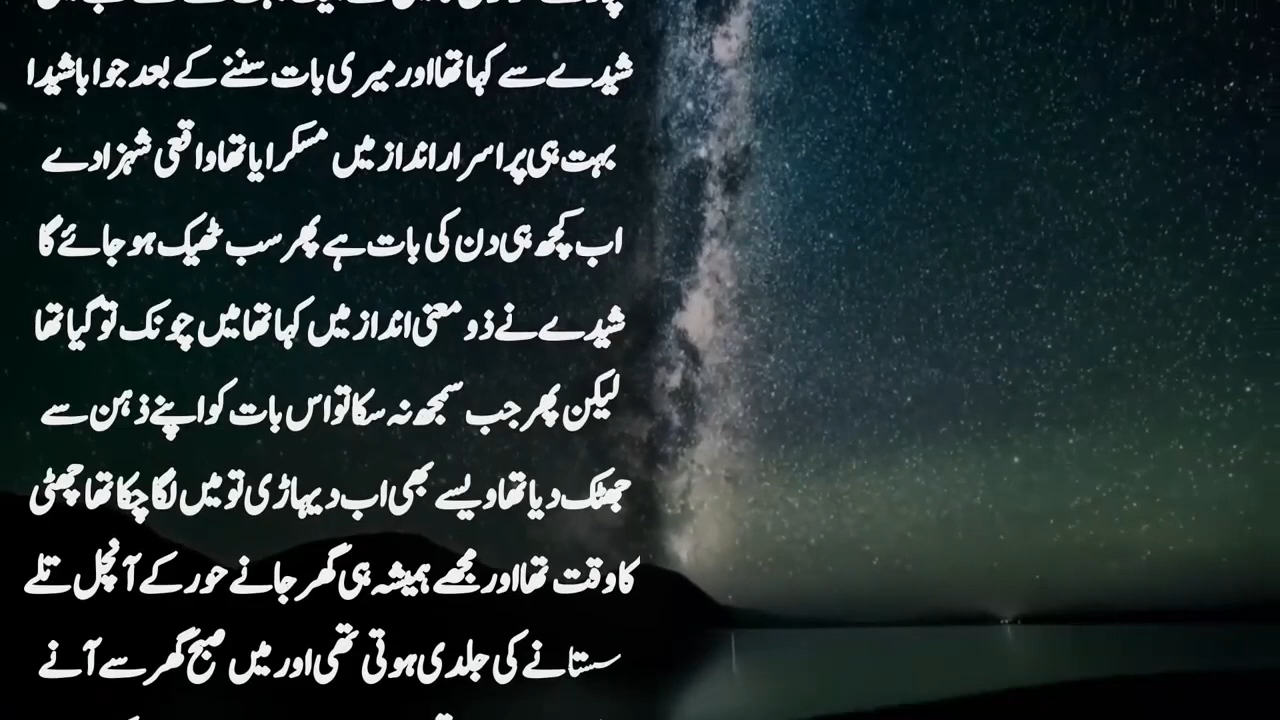 شیدے سے کہا تھا اور میری بات سننے کے بعد جوابا شیدا
بہت ہی پر اسرار انداز میں مسکرایا تھا واقعی شہزادے
اب کچھ ہی دن کی بات ہے پھر سب ٹھیک ہو جائے گا
شیدے نے ذو معنی انداز میں کہا تھا میں چونک تو گیا تھا
لیکن پھر جب سمجھ نہ سکا تو اس بات کو اپنے ذہن سے
جھٹک دیا تھا ویسے بھی اب دیہاڑی تو میں لگا چکا تھا چھٹی
کا وقت تھا اور مجھے ہمیشہ ہی گھر جانے حور کے آنچل تلے
سستانے کی جلدی ہوتی تھی اور میں صبح گھر سے آنے